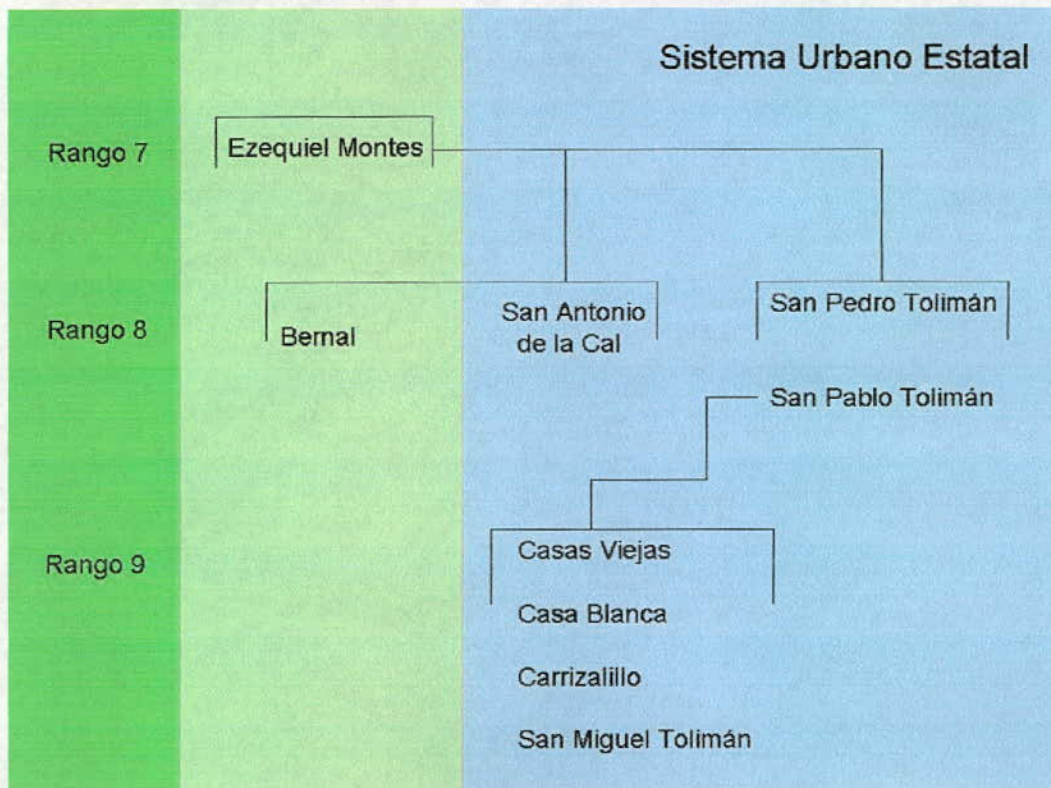 Sistema Urbano Estatal
Rango 7
Ezequiel Montes
Rango 8
Bernal
San Antonio
de la Cal
San Pedro Tolimán
San Pablo Tolimán
Rango 9
Casas Viejas
Casa Blanca
Carrizalillo
San Miguel Tolimán